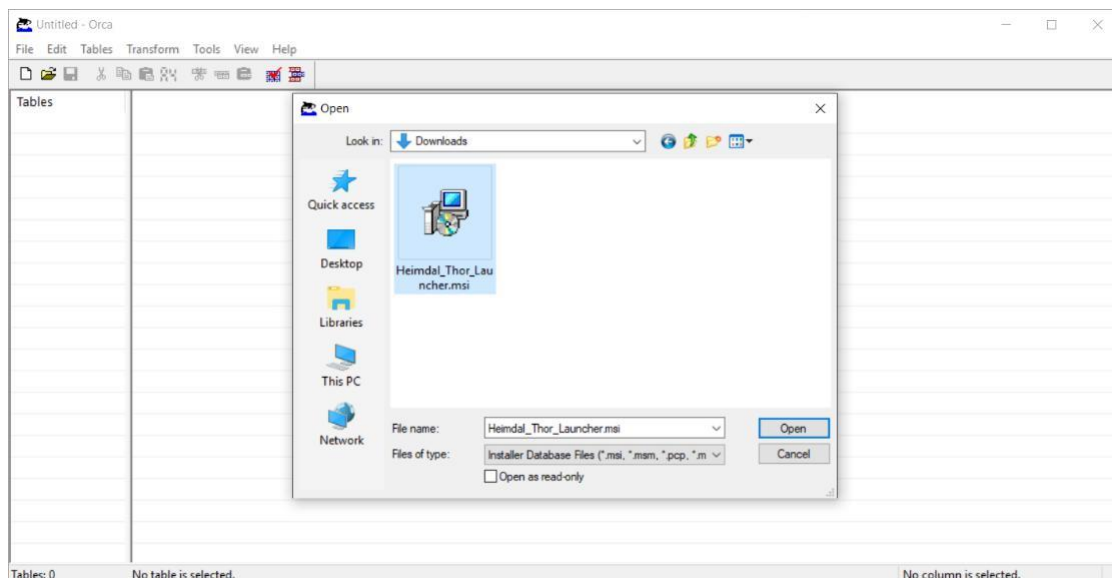 Untitled - Orca
File Edit Tables Transform Tools View Help
Tables
Open
Look in: Downloads
Quick access
Desktop
Libraries
This PC
Network
Heimdal_Thor_Lau
ncher.msi
File name: Heimdal_Thor_Launcher.msi Open
Files of type: Installer Database Files (*.msi, *.msm, *.pcp, *.m Cancel
Open as read-only
Tables: 0 No table is selected. No column is selected.